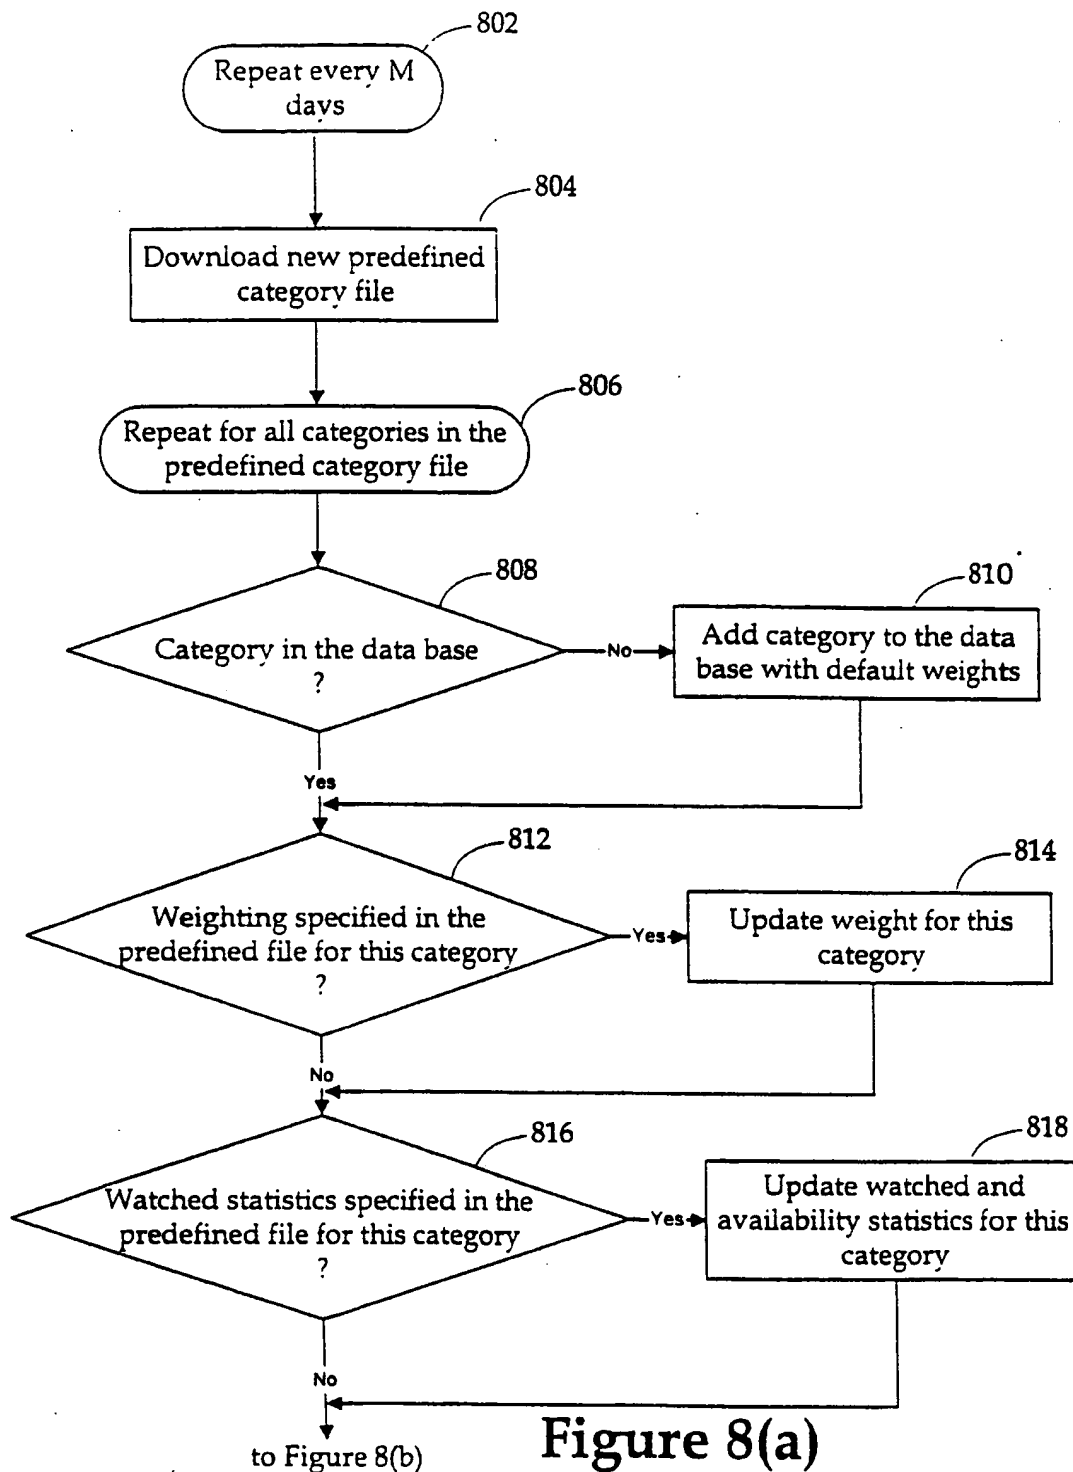 802
Repeat every M
days
804
Download new predefined
category file
806
Repeat for all categories in the
predefined category file
808
Category in the data base
?
No
810
Add category to the data
base with default weights
Yes
812
Weighting specified in the
predefined file for this category
?
Yes
814
Update weight for this
category
No
816
Watched statistics specified in the
predefined file for this category
?
Yes
818
Update watched and
availability statistics for this
category
No
to Figure 8(b)
Figure 8(a)